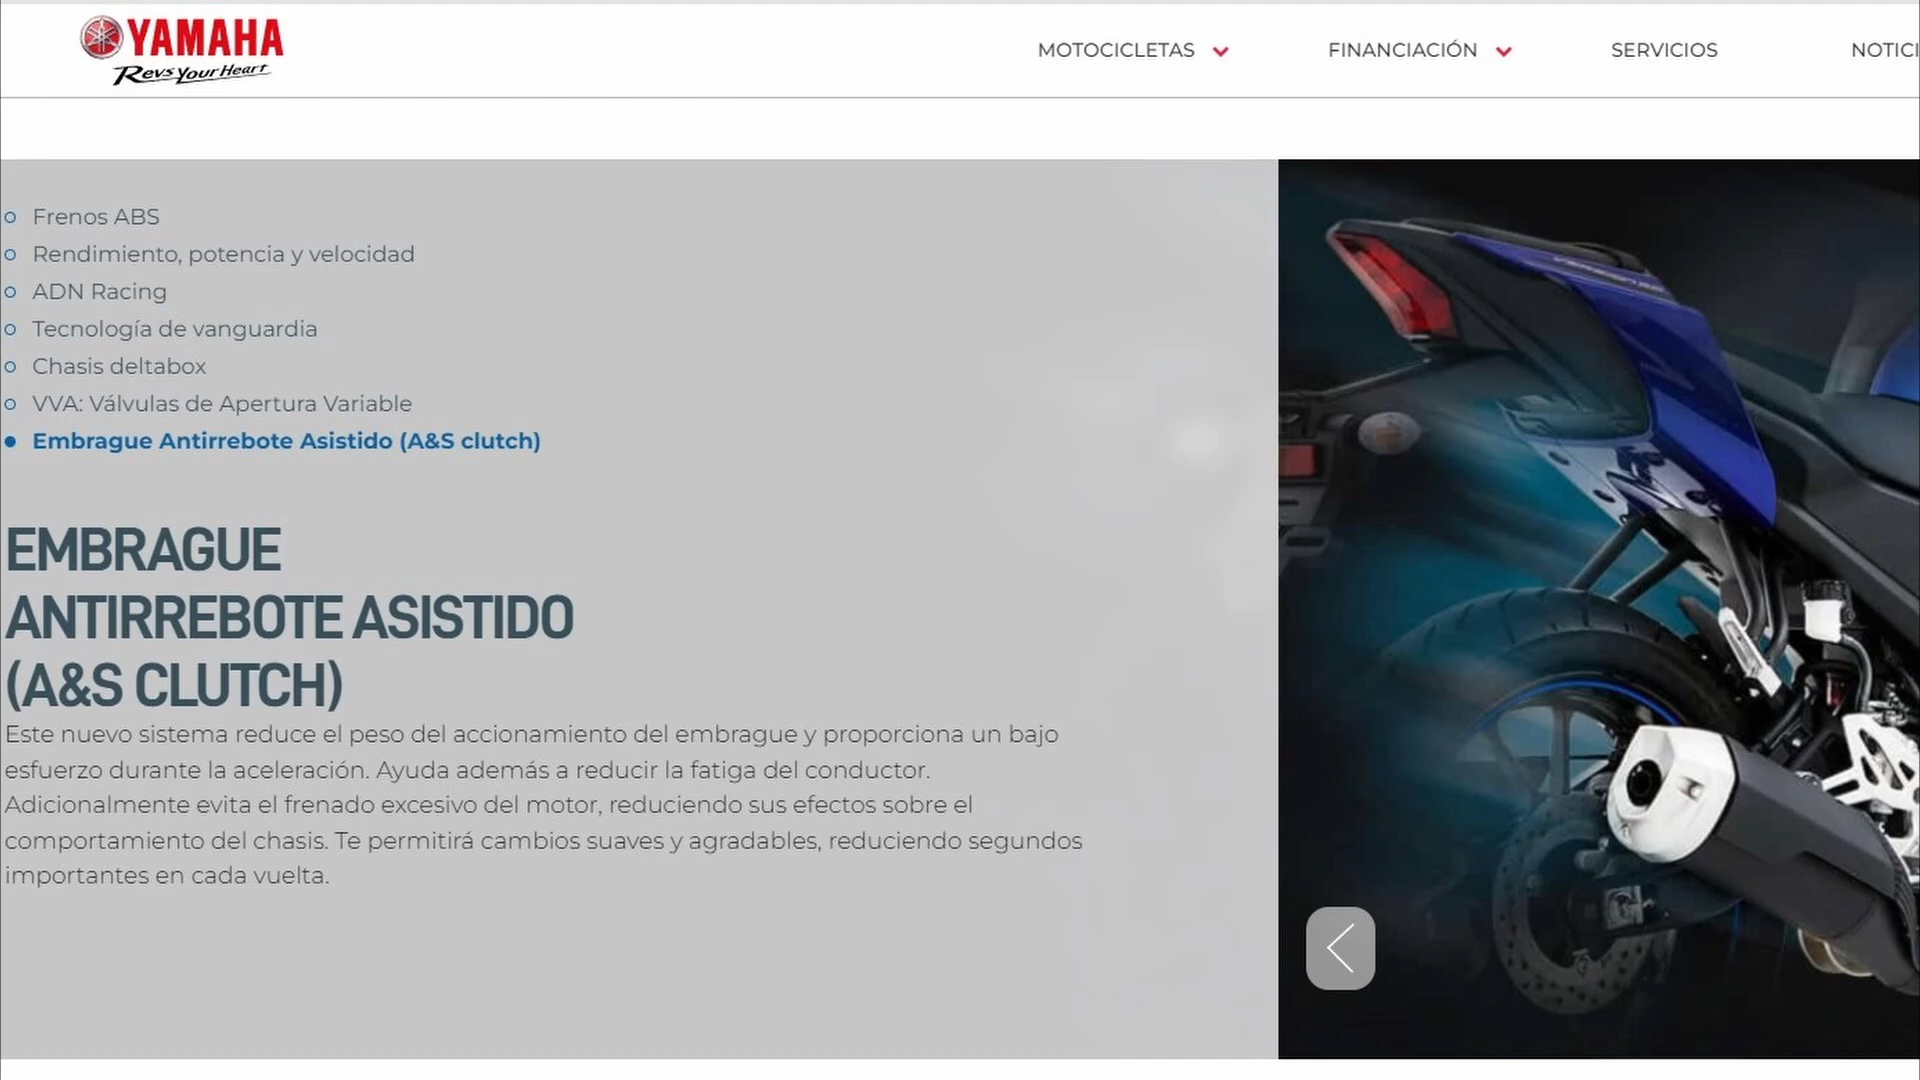 YAMAHA
Revs Your Heart
MOTOCICLETAS
FINANCIACIÓN
SERVICIOS
NOTICI
Frenos ABS
Rendimiento, potencia y velocidad
ADN Racing
Tecnología de vanguardia
Chasis deltabox
VVA: Válvulas de Apertura Variable
Embrague Antirrebote Asistido (A&S clutch)
EMBRAGUE
ANTIRREBOTE ASISTIDO
(A&S CLUTCH)
Este nuevo sistema reduce el peso del accionamiento del embrague y proporciona un bajo
esfuerzo durante la aceleración. Ayuda además a reducir la fatiga del conductor.
Adicionalmente evita el frenado excesivo del motor, reduciendo sus efectos sobre el
comportamiento del chasis. Te permitirá cambios suaves y agradables, reduciendo segundos
importantes en cada vuelta.